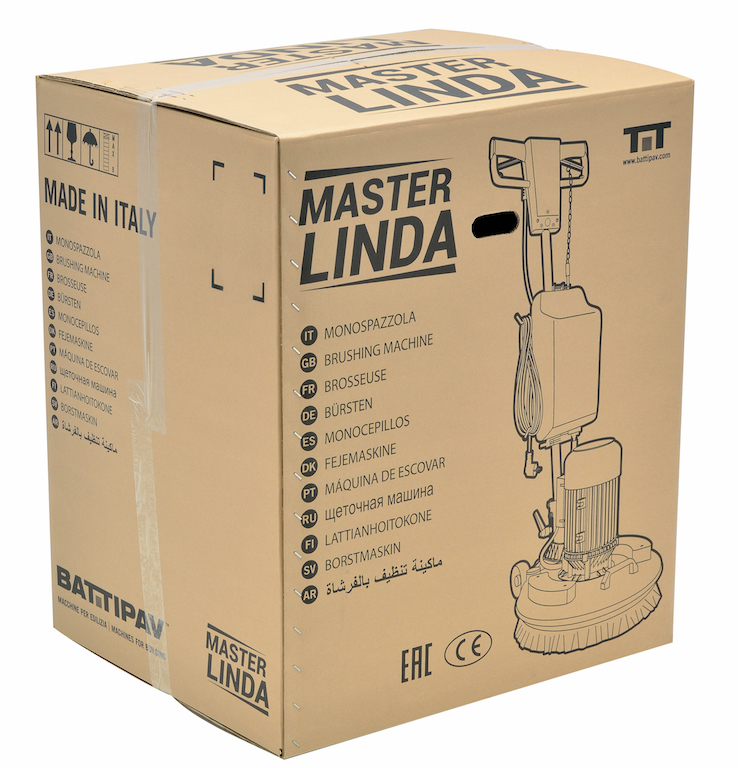 MASTER
LINDA
MASTER
LINDA
MADE IN ITALY
IT MONOSPAZZOLA
GB BRUSHING MACHINE
FR BROSSEUSE
DE BÜRSTEN
ES MONOCEPILLOS
DK FEJEMASKINE
PT MÁQUINA DE ESCOVAR
RU щеточная машина
FI LATTIANHOITOKONE
SV BORSTMASKIN
AR ماكينة تنظيف بالفرشاة
BATTIPAV
MACCHINE PER EDILIZIA | MACHINES FOR BUILDING
MASTER
LINDA
www.battipav.com
MASTER
LINDA
IT MONOSPAZZOLA
GB BRUSHING MACHINE
FR BROSSEUSE
DE BÜRSTEN
ES MONOCEPILLOS
DK FEJEMASKINE
PT MÁQUINA DE ESCOVAR
RU щеточная машина
FI LATTIANHOITOKONE
SV BORSTMASKIN
AR ماكينة تنظيف بالفرشاة
EAC CE